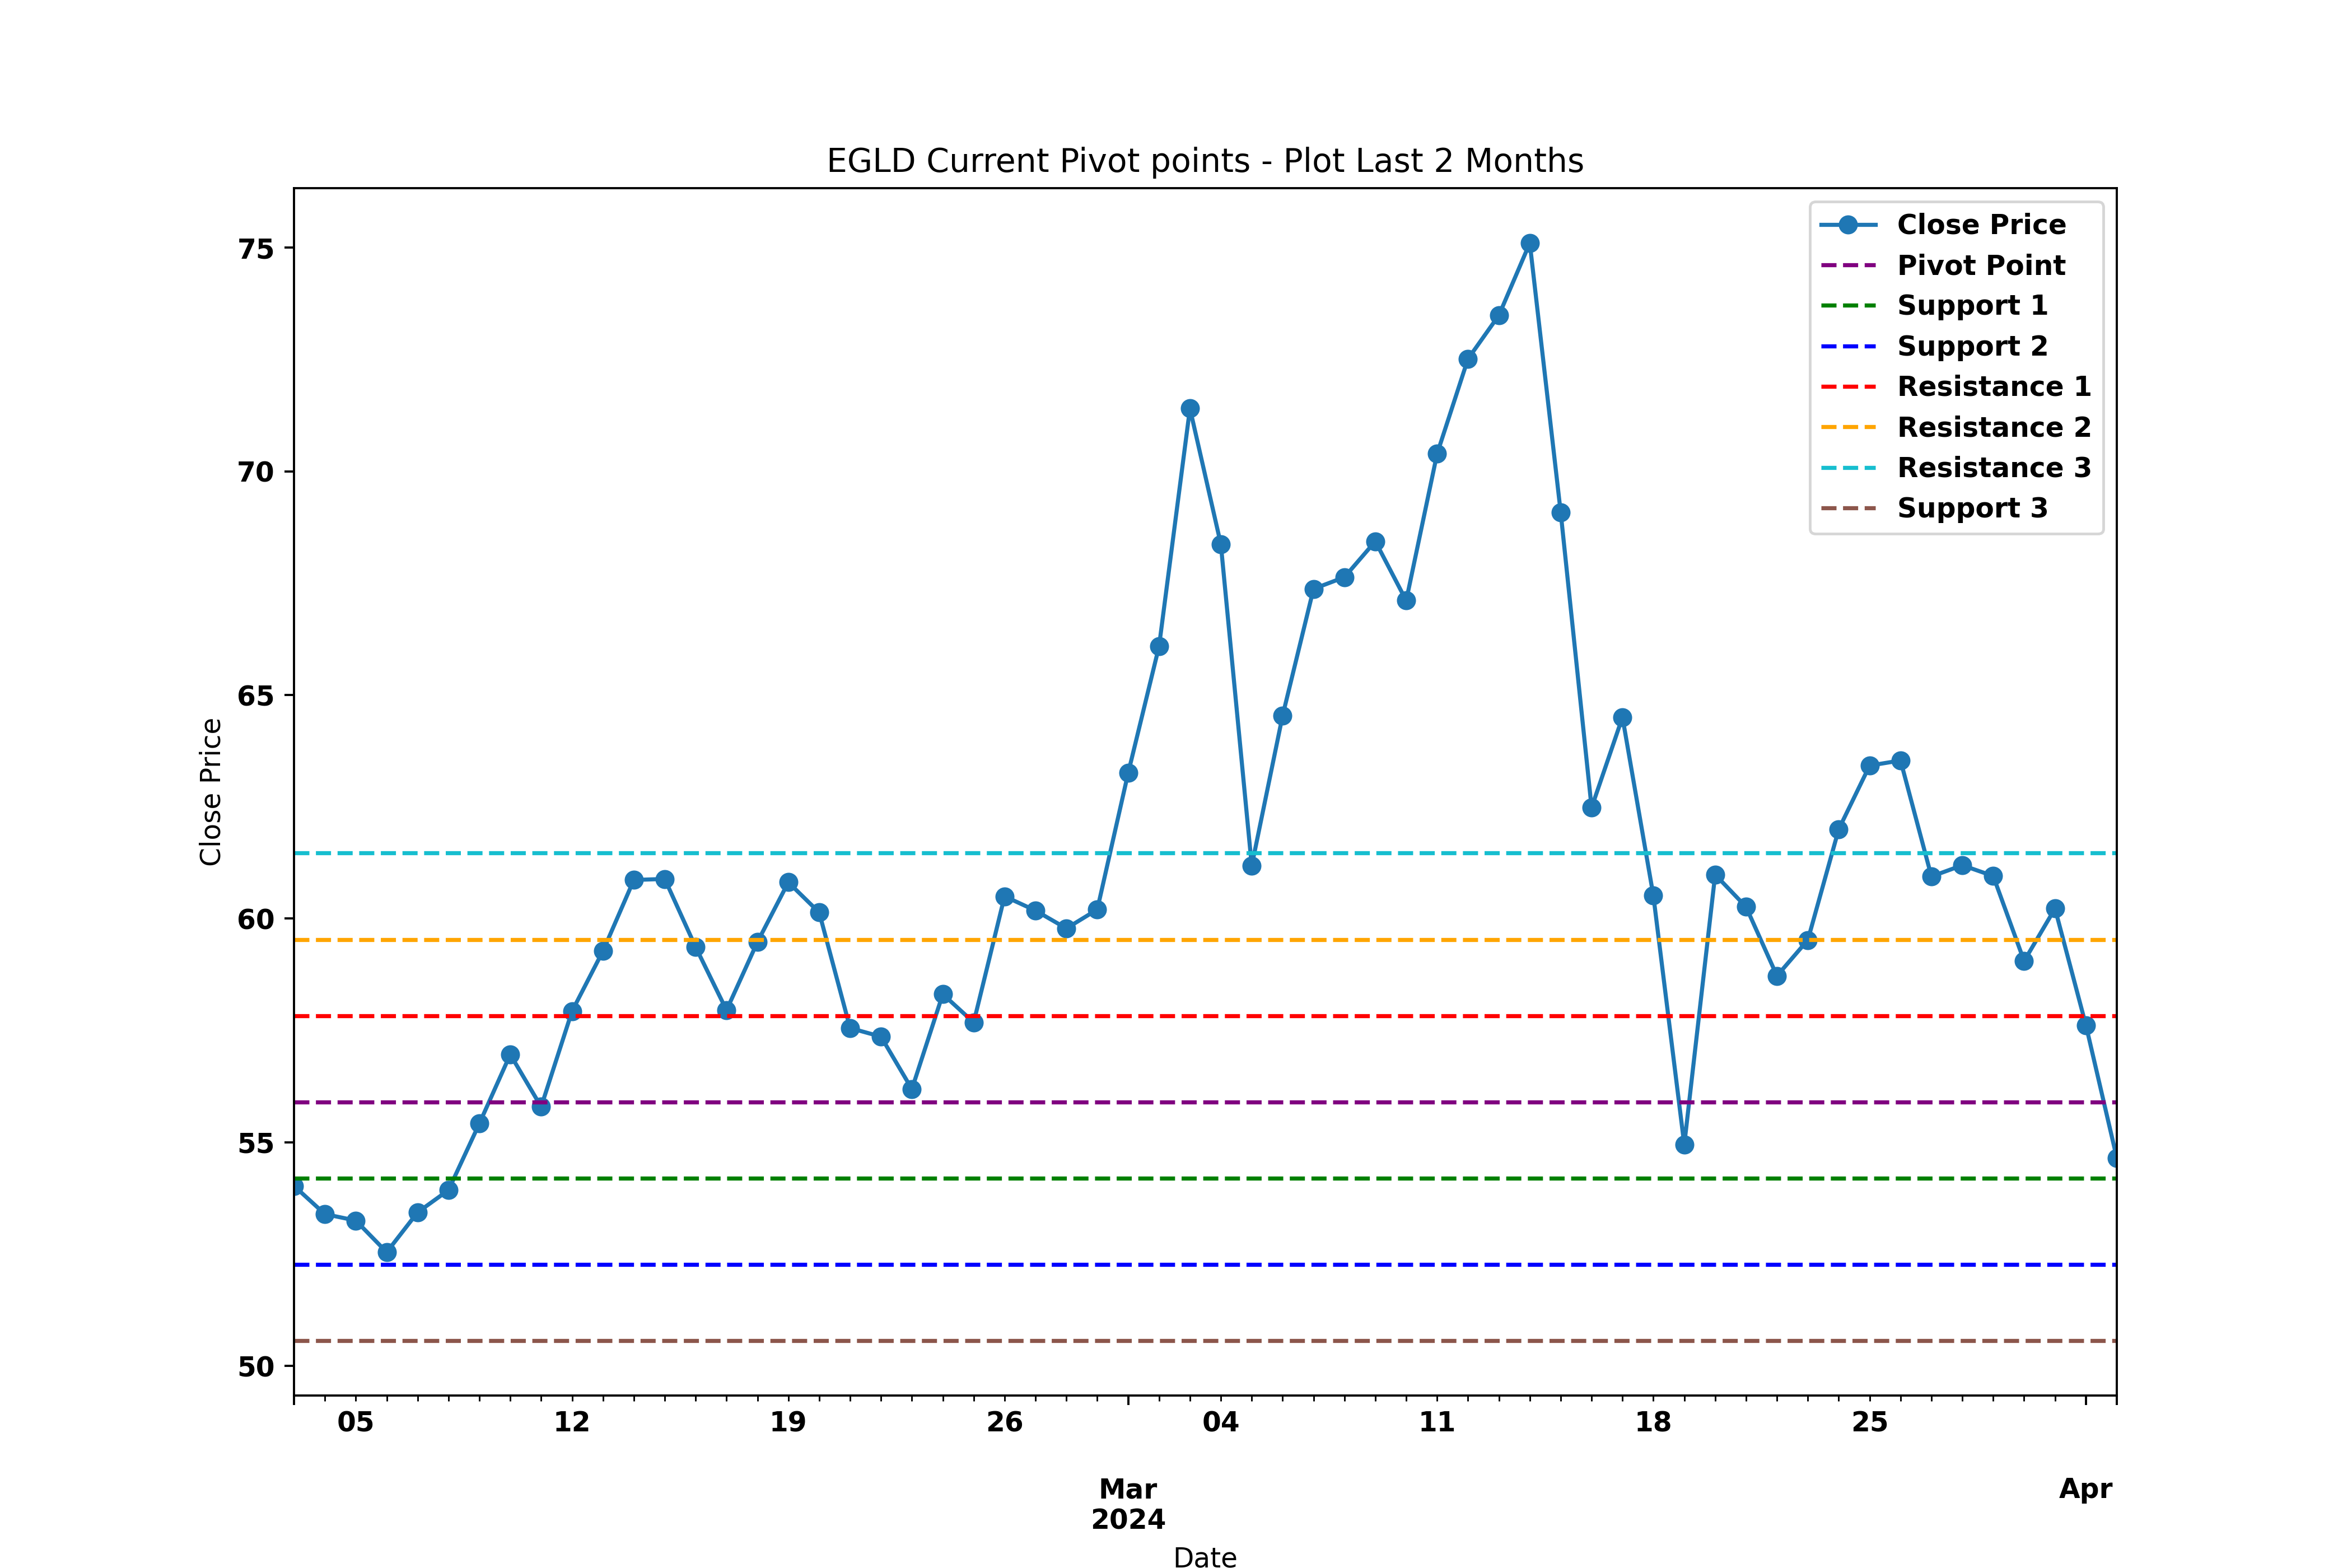 EGLD Current Pivot points - Plot Last 2 Months
Close Price
75
70
65
60
55
50
Close Price
Pivot Point
Support 1
Support 2
Resistance 1
Resistance 2
Resistance 3
Support 3
05 12 19 26 04 11 18 25
Mar Apr
2024
Date